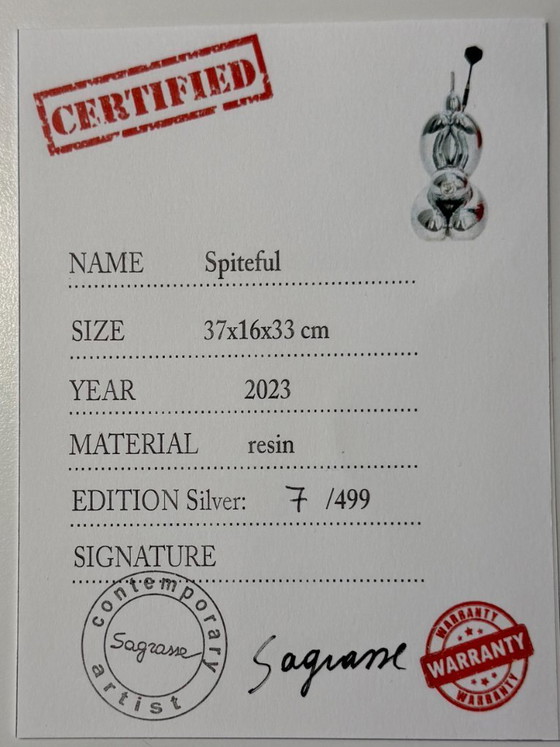 CERTIFIED
NAME Spiteful
SIZE 37x16x33 cm
YEAR 2023
MATERIAL resin
EDITION Silver: 7 /499
SIGNATURE
contemporary
Sagrasse
artist
Sagrasse
WARRANTY
WARRANTY
WARRANTY